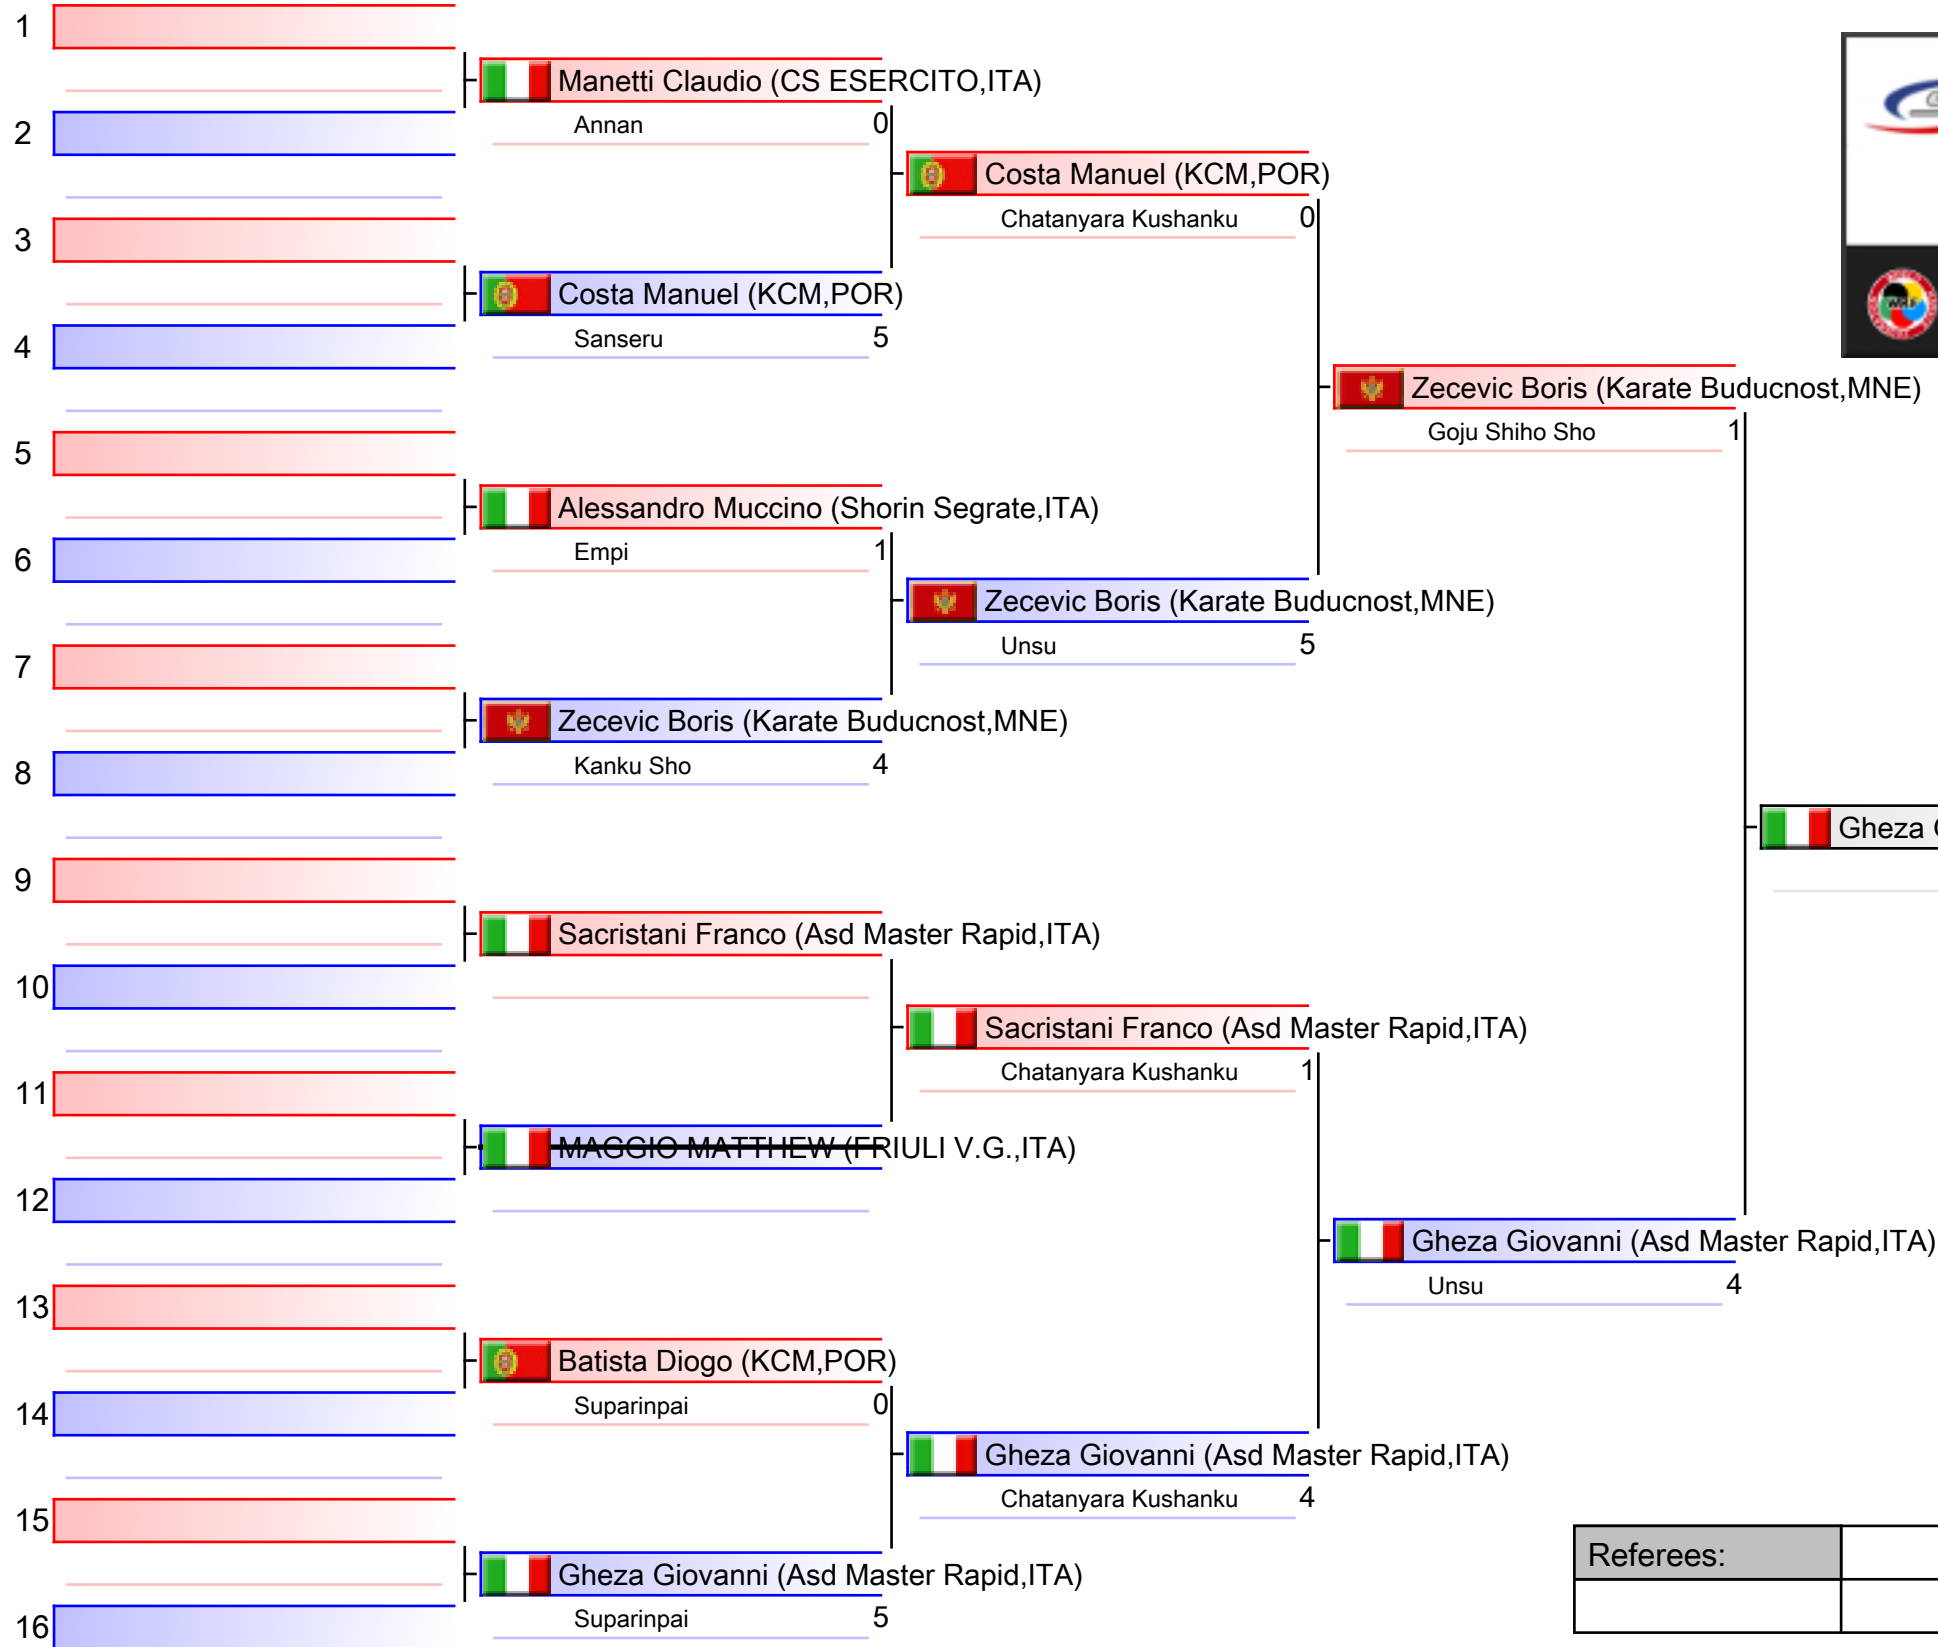 1
Manetti Claudio (CS ESERCITO,ITA)
Annan 0
2
Costa Manuel (KCM,POR)
Chatanyara Kushanku 0
3
Costa Manuel (KCM,POR)
Sanseru 5
4
Zecevic Boris (Karate Buducnost,MNE)
Goju Shiho Sho 1
5
Alessandro Muccino (Shorin Segrate,ITA)
Empi 1
6
Zecevic Boris (Karate Buducnost,MNE)
Unsu 5
7
Zecevic Boris (Karate Buducnost,MNE)
Kanku Sho 4
8
Gheza
9
Sacristani Franco (Asd Master Rapid,ITA)
10
Sacristani Franco (Asd Master Rapid,ITA)
Chatanyara Kushanku 1
11
MAGGIO MATTHEW (FRIULI V.G.,ITA)
12
Gheza Giovanni (Asd Master Rapid,ITA)
Unsu 4
13
Batista Diogo (KCM,POR)
Suparinpai 0
14
Gheza Giovanni (Asd Master Rapid,ITA)
Chatanyara Kushanku 4
15
Gheza Giovanni (Asd Master Rapid,ITA)
Suparinpai 5
16
Referees: